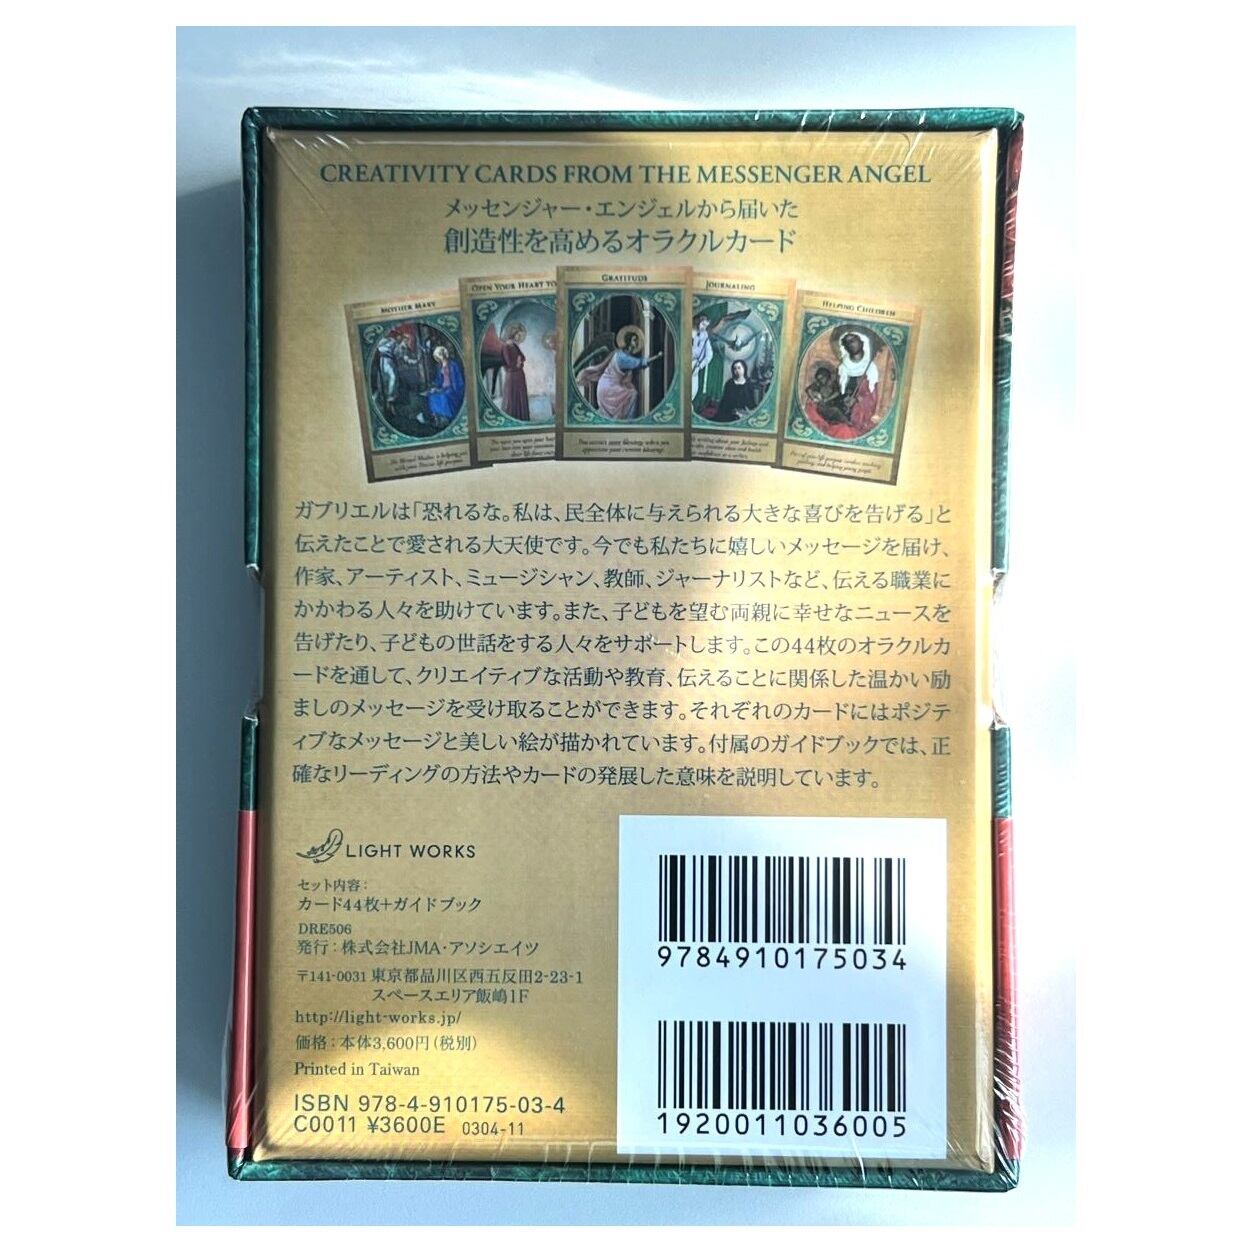 CREATIVITY CARDS FROM THE MESSENGER ANGEL
メッセンジャー・エンジェルから届いた
創造性を高めるオラクルカード
MOTHER MARY
OPEN YOUR HEART TO
GRATITUDE
JOURNALING
HELPING CHILDREN
The Blessed Mother is helping you
with your Divine life purpose
You attract more blessings when you
appreciate your current blessings
ガブリエルは「恐れるな。私は、民全体に与えられる大きな喜びを告げる」と
伝えたことで愛される大天使です。今でも私たちに嬉しいメッセージを届け、
作家、アーティスト、ミュージシャン、教師、ジャーナリストなど、伝える職業に
かかわる人々を助けています。また、子どもを望む両親に幸せなニュースを
告げたり、子どもの世話をする人々をサポートします。この44枚のオラクルカ
ードを通して、クリエイティブな活動や教育、伝えることに関係した温かい励
ましのメッセージを受け取ることができます。それぞれのカードにはポジテ
ィブなメッセージと美しい絵が描かれています。付属のガイドブックでは、正
確なリーディングの方法やカードの発展した意味を説明しています。
LIGHT WORKS
セット内容：
カード44枚+ガイドブック
DRE506
発行：株式会社JMA・アソシエイツ
〒141-0031 東京都品川区西五反田2-23-1
スペースエリア飯嶋1F
http://light-works.jp/
価格：本体3,600円（税別）
Printed in Taiwan
ISBN 978-4-910175-03-4
C0011 ¥3600E 0304-11
9784910175034
1920011036005